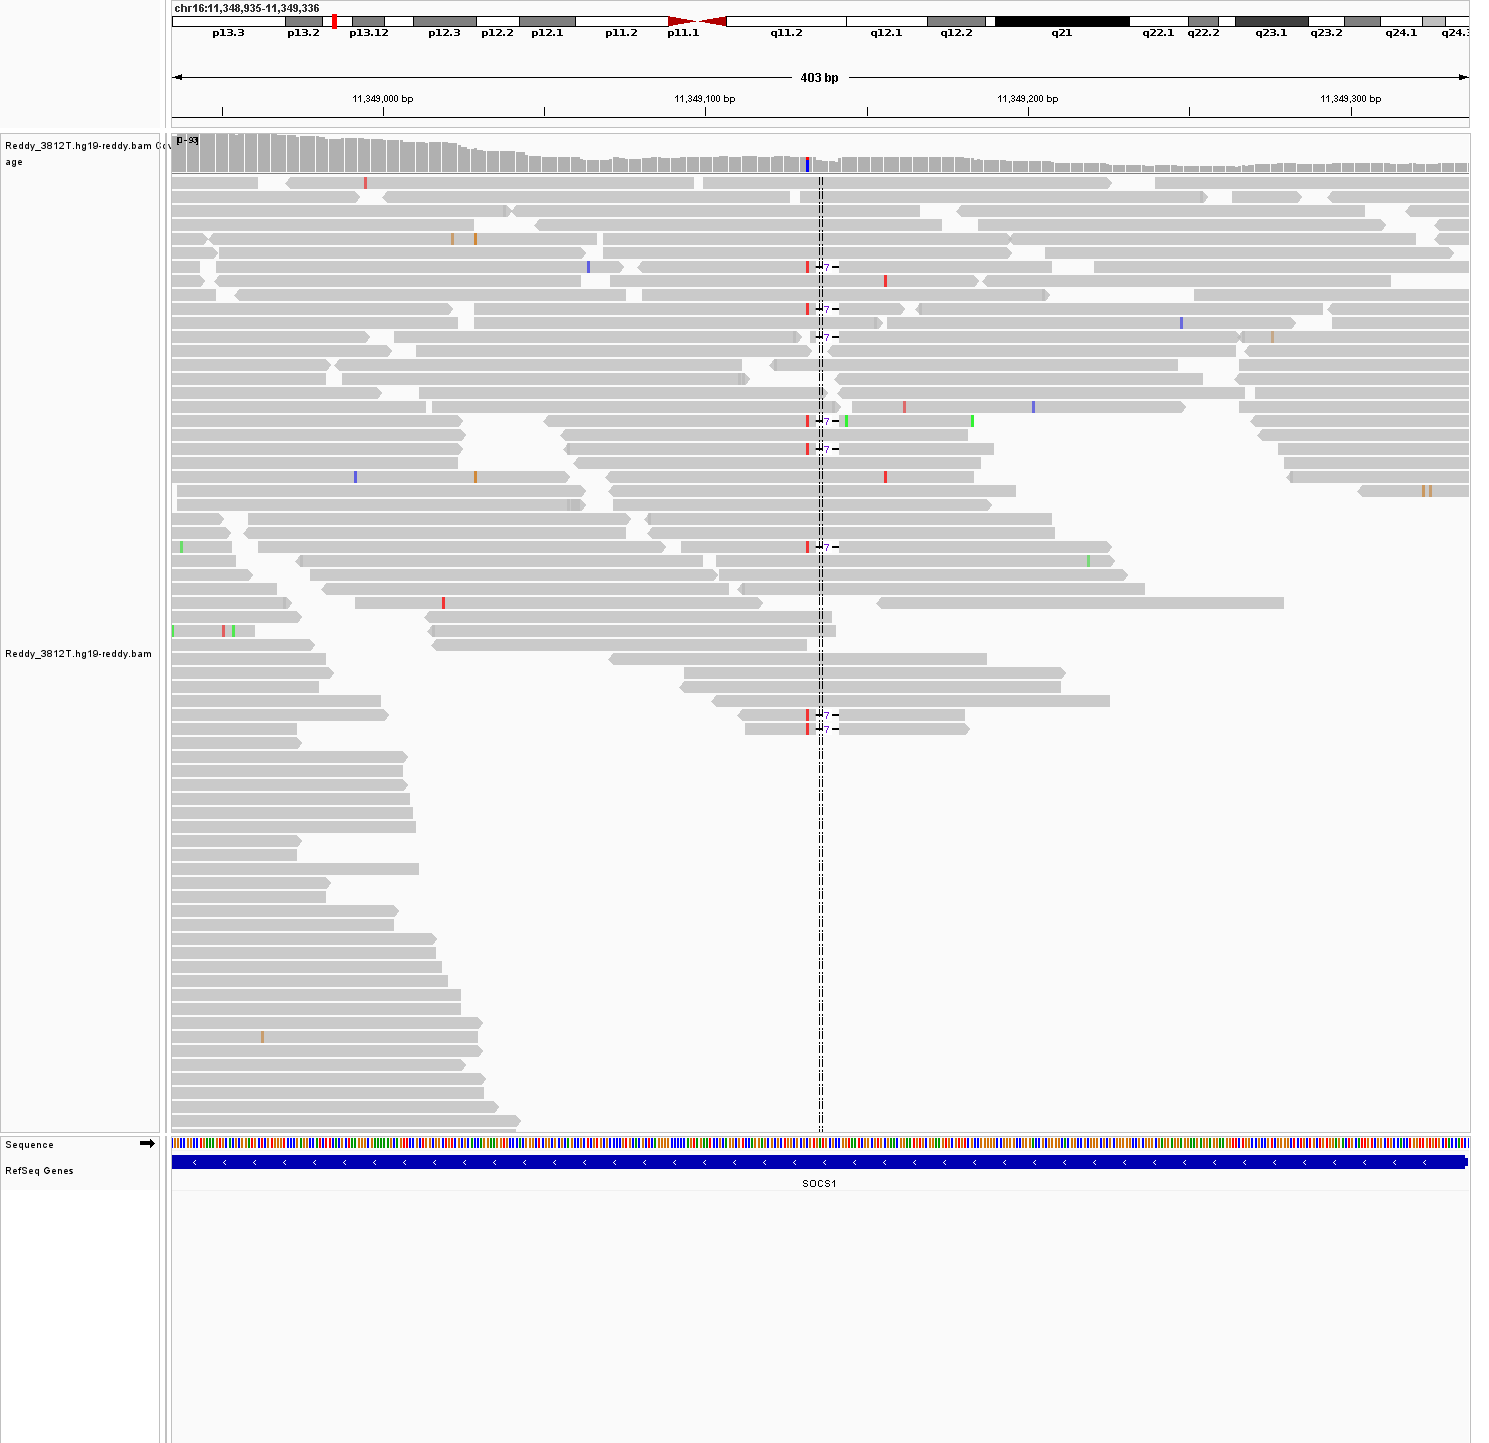 chr16:11,348,935-11,349,336
p13.3 p13.2 p13.12 p12.3 p12.2 p12.1 p11.2 p11.1 q11.2 q12.1 q12.2 q21 q22.1 q22.2 q23.1 q23.2 q24.1 q24.3
403 bp
11,349,000 bp 11,349,100 bp 11,349,200 bp 11,349,300 bp
Reddy_3812T.hg19-reddy.bam Cov
age
[0 - 93]
7
7
7
7
7
7
Reddy_3812T.hg19-reddy.bam
7
7
Sequence
RefSeq Genes
SOCS1